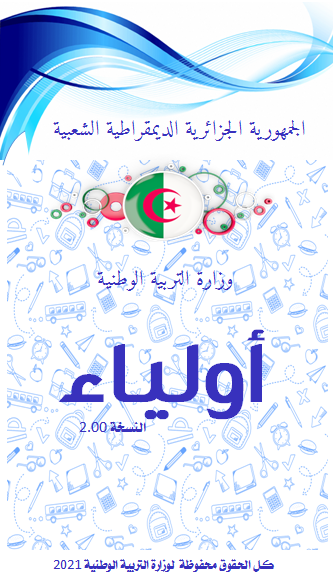 الجمهورية الجزائرية الديمقراطية الشعبية
وزارة التربية الوطنية
أولياء
النسخة 2.00
كل الحقوق محفوظة لوزارة التربية الوطنية 2021